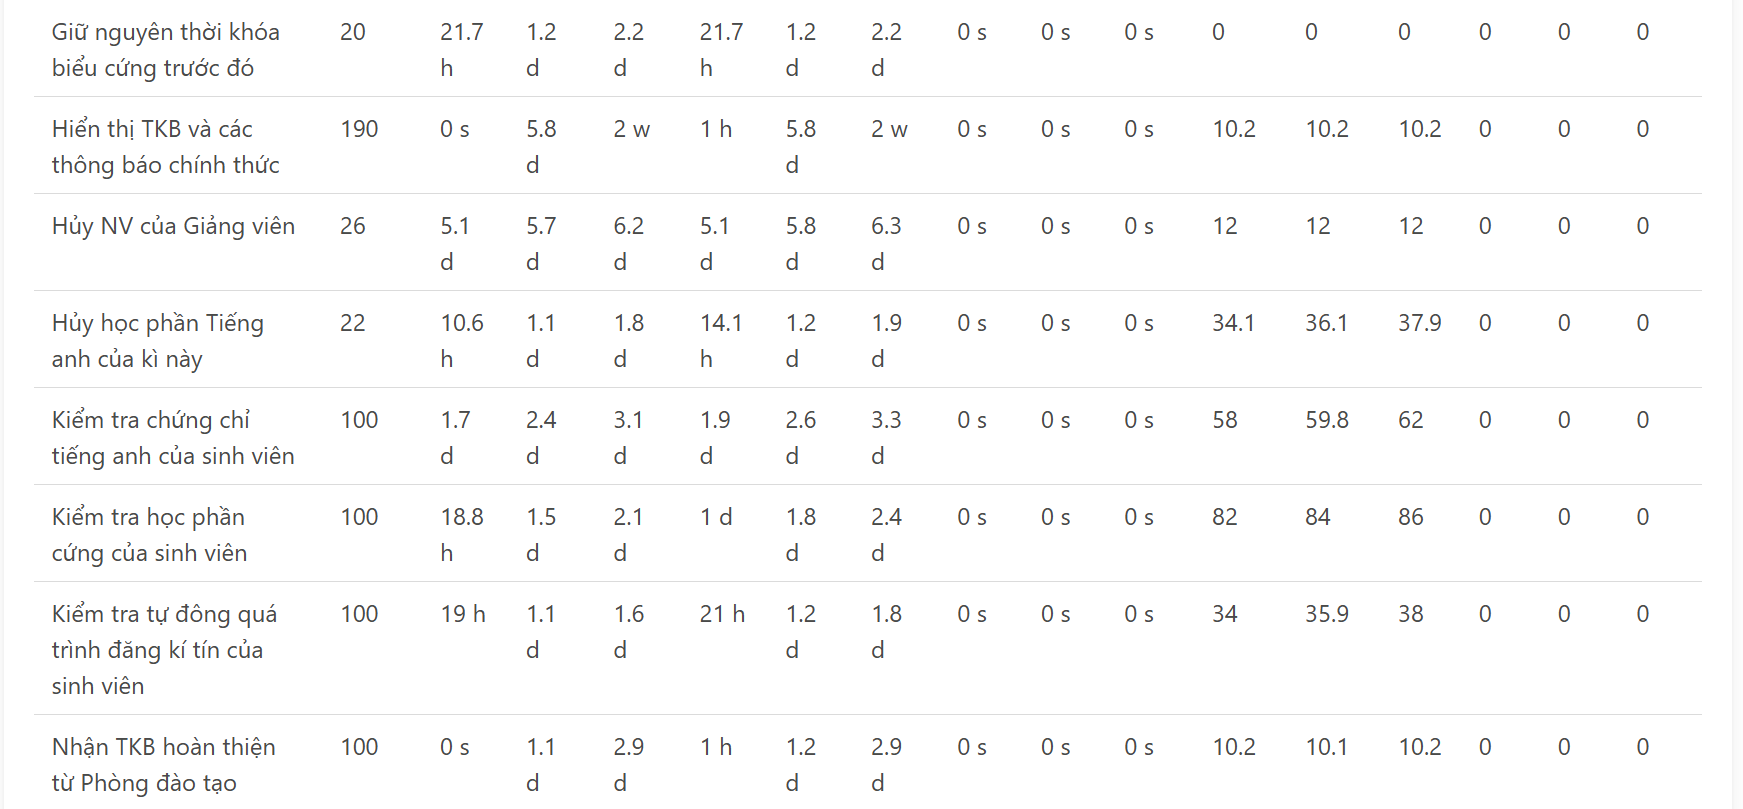 Giữ nguyên thời khóa 20 21.7 1.2 2.2 21.7 1.2 2.2 0 s 0 s 0 s 0 0 0 0 0 0
biểu cứng trước đó h d d h d d
Hiển thị TKB và các 190 0 s 5.8 2 w 1 h 5.8 2 w 0 s 0 s 0 s 10.2 10.2 10.2 0 0 0
thông báo chính thức d d
Hủy NV của Giảng viên 26 5.1 5.7 6.2 5.1 5.8 6.3 0 s 0 s 0 s 12 12 12 0 0 0
d d d d d d
Hủy học phần Tiếng 22 10.6 1.1 1.8 14.1 1.2 1.9 0 s 0 s 0 s 34.1 36.1 37.9 0 0 0
anh của kì này h d d h d d
Kiểm tra chứng chỉ 100 1.7 2.4 3.1 1.9 2.6 3.3 0 s 0 s 0 s 58 59.8 62 0 0 0
tiếng anh của sinh viên d d d d d d
Kiểm tra học phần 100 18.8 1.5 2.1 1 d 1.8 2.4 0 s 0 s 0 s 82 84 86 0 0 0
cứng của sinh viên h d d d d
Kiểm tra tự đông quá 100 19 h 1.1 1.6 21 h 1.2 1.8 0 s 0 s 0 s 34 35.9 38 0 0 0
trình đăng kí tín của d d d d
sinh viên
Nhận TKB hoàn thiện 100 0 s 1.1 2.9 1 h 1.2 2.9 0 s 0 s 0 s 10.2 10.1 10.2 0 0 0
từ Phòng đào tạo d d d d